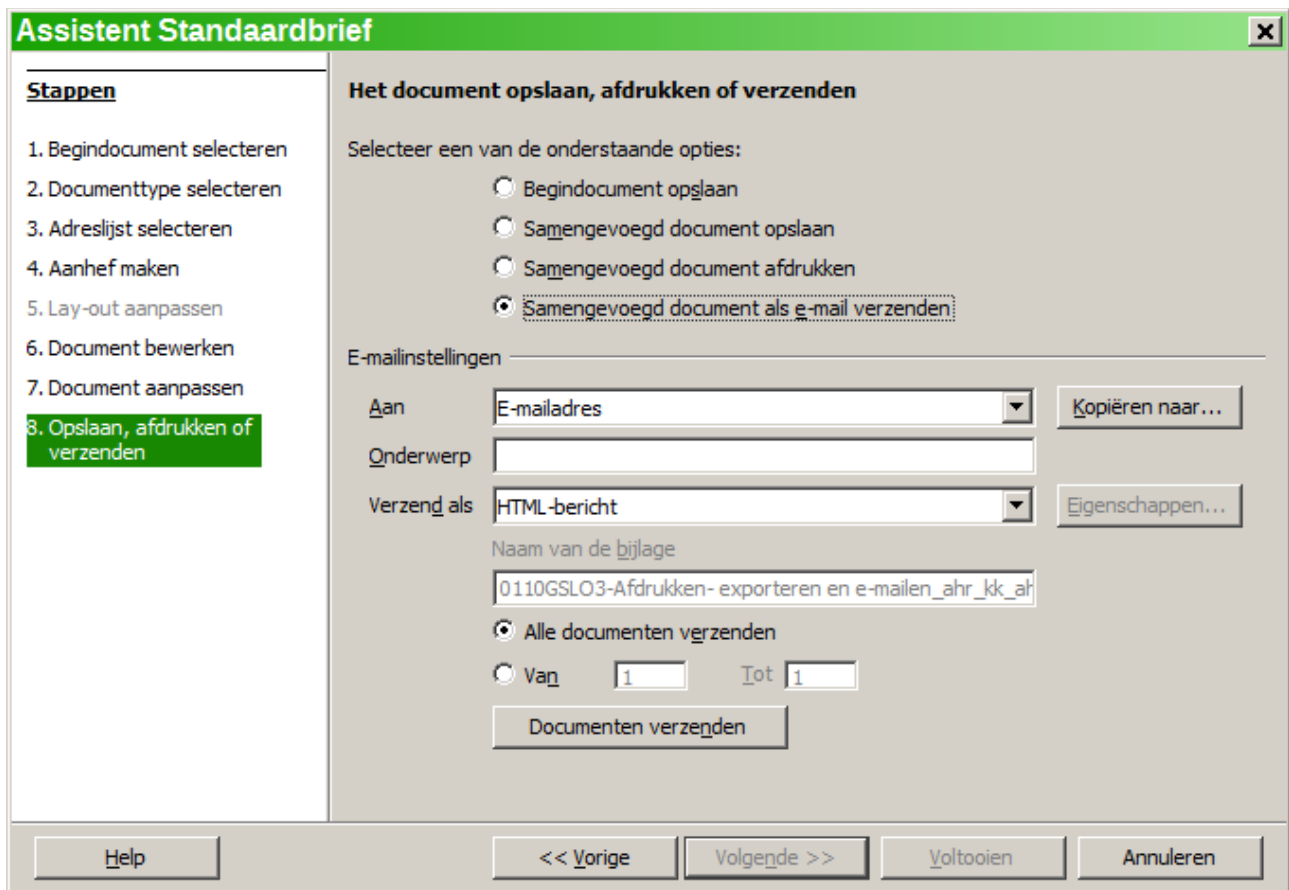 Assistent Standaardbrief
Stappen
1. Begindocument selecteren
2. Documenttype selecteren
3. Adreslijst selecteren
4. Aanhef maken
5. Lay-out aanpassen
6. Document bewerken
7. Document aanpassen
8. Opslaan, afdrukken of
verzenden
Het document opslaan, afdrukken of verzenden
Selecteer een van de onderstaande opties:
Begindocument opslaan
Samengevoegd document opslaan
Samengevoegd document afdrukken
Samengevoegd document als e-mail verzenden
E-mailinstellingen
Aan E-mailadres Kopiëren naar...
Onderwerp
Verzend als HTML-bericht Eigenschappen...
Naam van de bijlage
0110GSLO3-Afdrukken- exporteren en e-mailen_ahr_kk_ah
Alle documenten verzenden
Van 1 Tot 1
Documenten verzenden
Help << Vorige Volgende >> Voltooien Annuleren